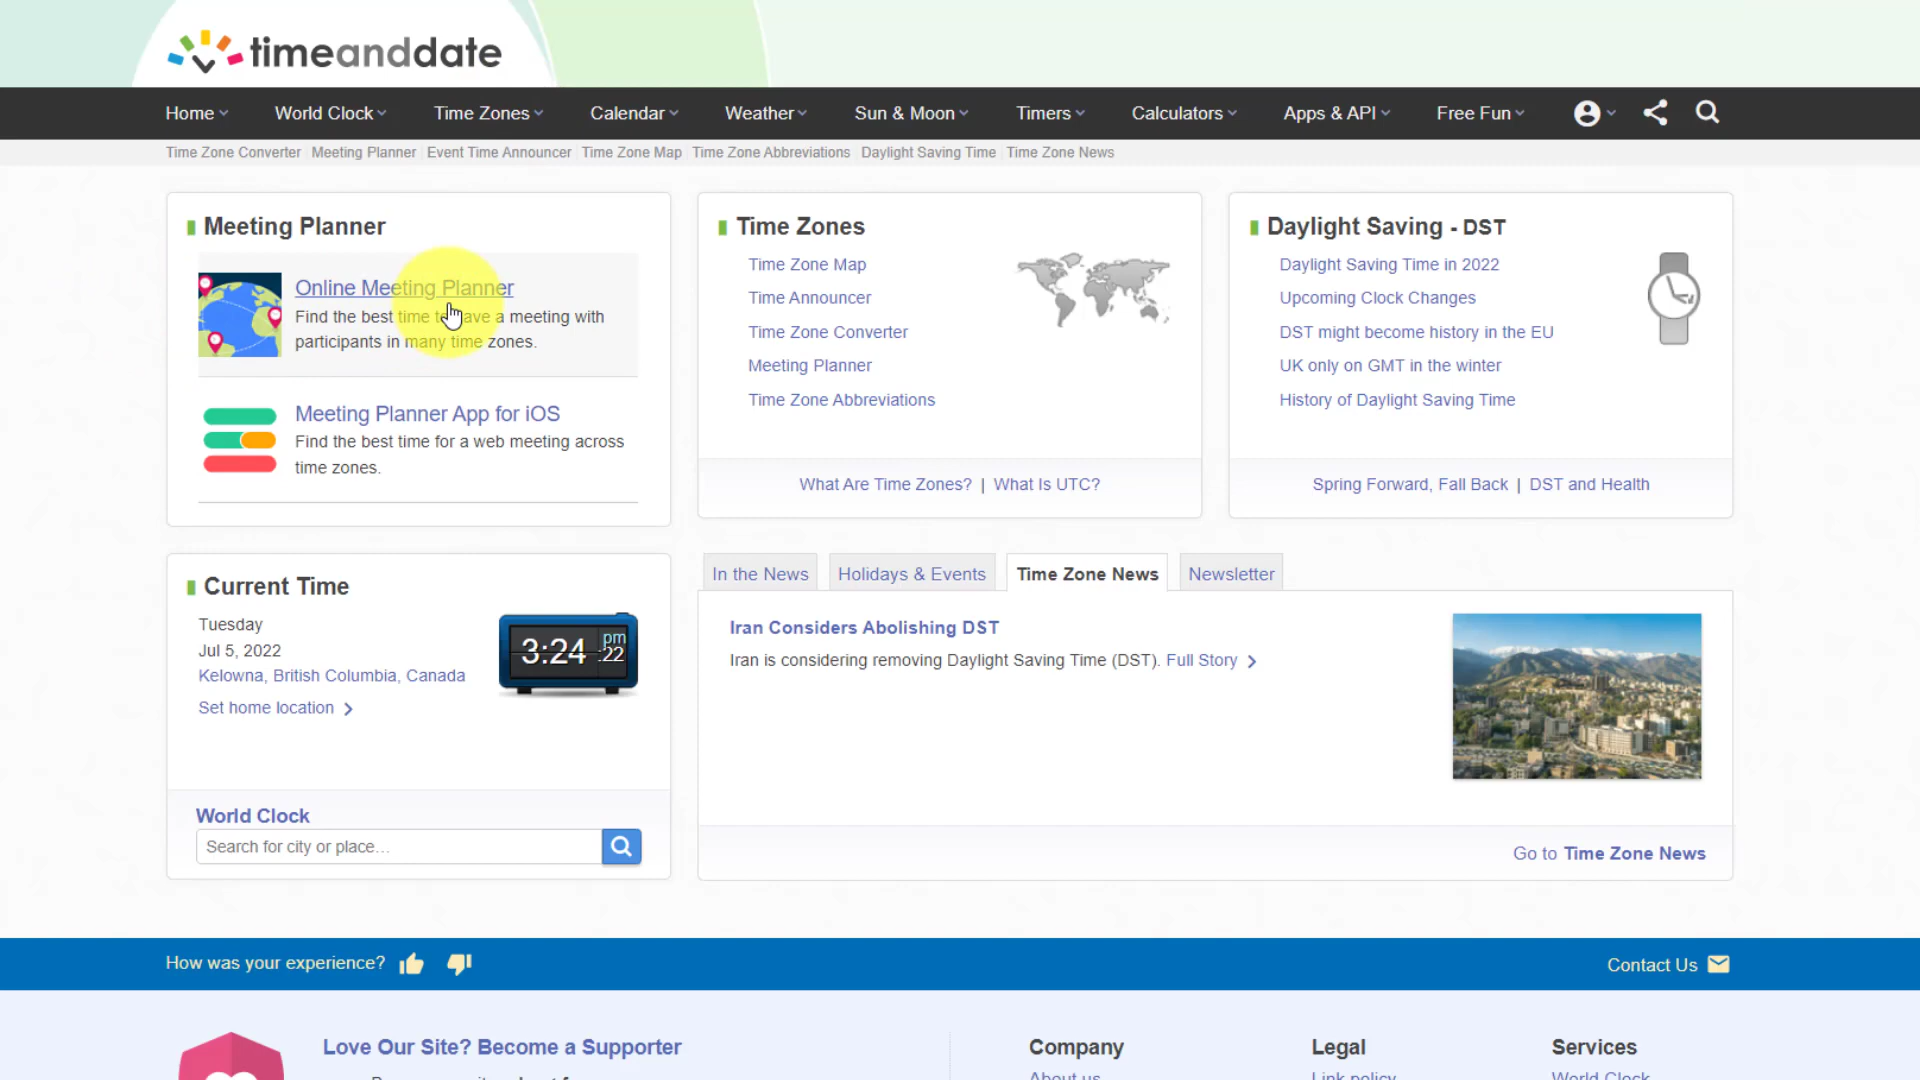 timeanddate
Home World Clock Time Zones Calendar Weather Sun & Moon Timers Calculators Apps & API Free Fun
Time Zone Converter Meeting Planner Event Time Announcer Time Zone Map Time Zone Abbreviations Daylight Saving Time Time Zone News
Meeting Planner
Online Meeting Planner
Find the best time to have a meeting with
participants in many time zones.
Meeting Planner App for iOS
Find the best time for a web meeting across
time zones.
Time Zones
Time Zone Map
Time Announcer
Time Zone Converter
Meeting Planner
Time Zone Abbreviations
What Are Time Zones? | What Is UTC?
Daylight Saving - DST
Daylight Saving Time in 2022
Upcoming Clock Changes
DST might become history in the EU
UK only on GMT in the winter
History of Daylight Saving Time
Spring Forward, Fall Back | DST and Health
Current Time
Tuesday
Jul 5, 2022
Kelowna, British Columbia, Canada
Set home location
3:24 pm :22
World Clock
Search for city or place...
In the News Holidays & Events Time Zone News Newsletter
Iran Considers Abolishing DST
Iran is considering removing Daylight Saving Time (DST). Full Story
Go to Time Zone News
How was your experience?
Contact Us
Love Our Site? Become a Supporter
Company
About us
Legal
Link policy
Services
World Clock